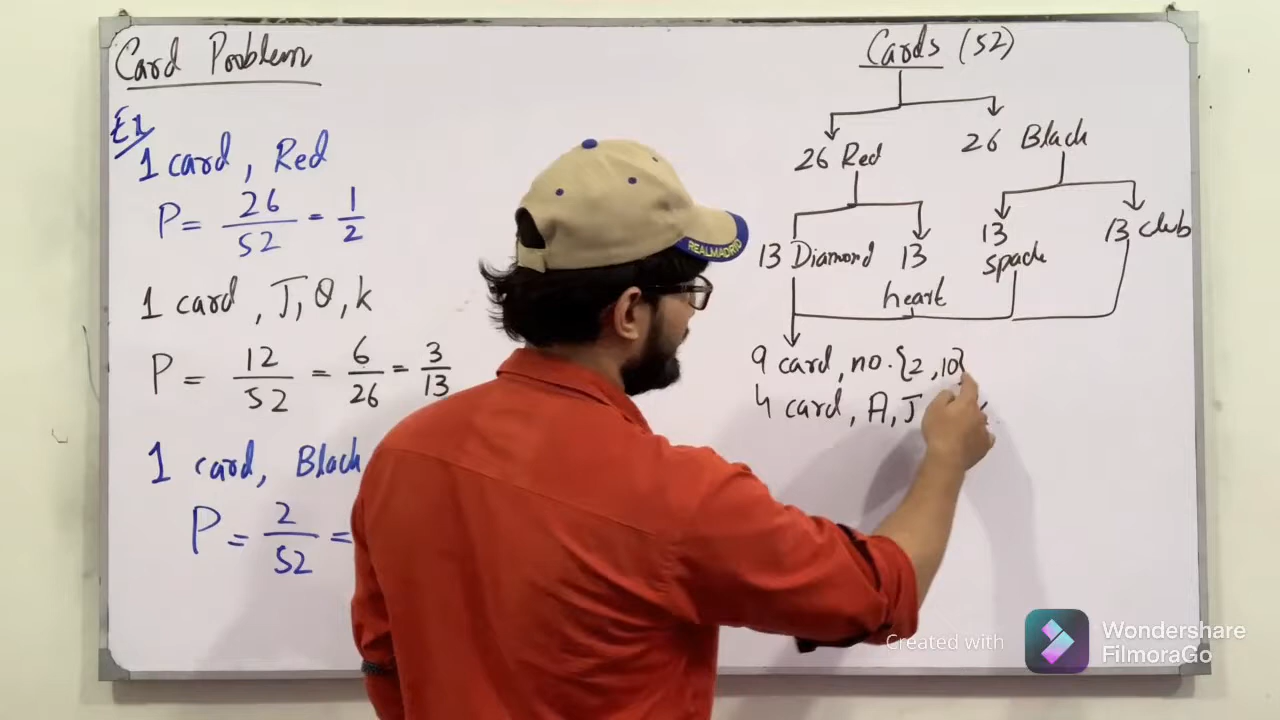 Card Problem
E1
1 card, Red
P = 26/52 = 1/2
1 card, J, Q, k
P = 12/52 = 6/26 = 3/13
1 card, Black
P = 2/52 =
Cards (52)
26 Red
26 Black
13 Diamond
13 heart
13 spade
13 club
9 card, no. {2, 10}
4 card, A, J
REALMADRID
Created with
Wondershare
FilmoraGo